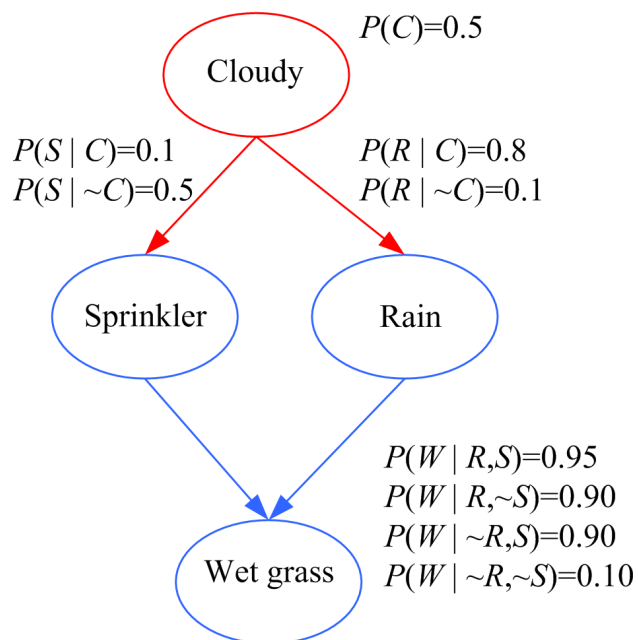 P(C)=0.5
Cloudy
P(S | C)=0.1
P(S | ~C)=0.5
P(R | C)=0.8
P(R | ~C)=0.1
Sprinkler
Rain
P(W | R,S)=0.95
P(W | R,~S)=0.90
P(W | ~R,S)=0.90
P(W | ~R,~S)=0.10
Wet grass